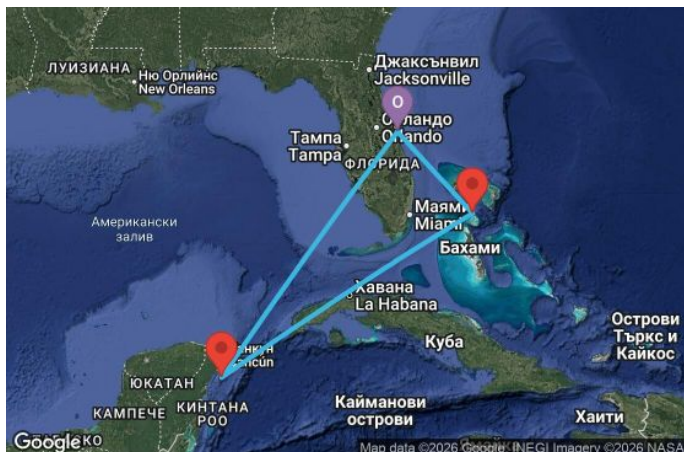 ЛУИЗИАНА
Ню Орлийнс
New Orleans
Джаксънвил
Jacksonville
O
Орландо
Orlando
Тампа
Tampa
ФЛОРИДА
Маями
Miami
Американски
залив
Бахами
Хавана
La Habana
Куба
Острови
Търкс и
Кайкос
ЮКАТАН
КАМПЕЧЕ
КИНТАНА
РОО
Кайманови
острови
Хаити
Google
Map data ©2026 Google, INEGI Imagery ©2026 NASA